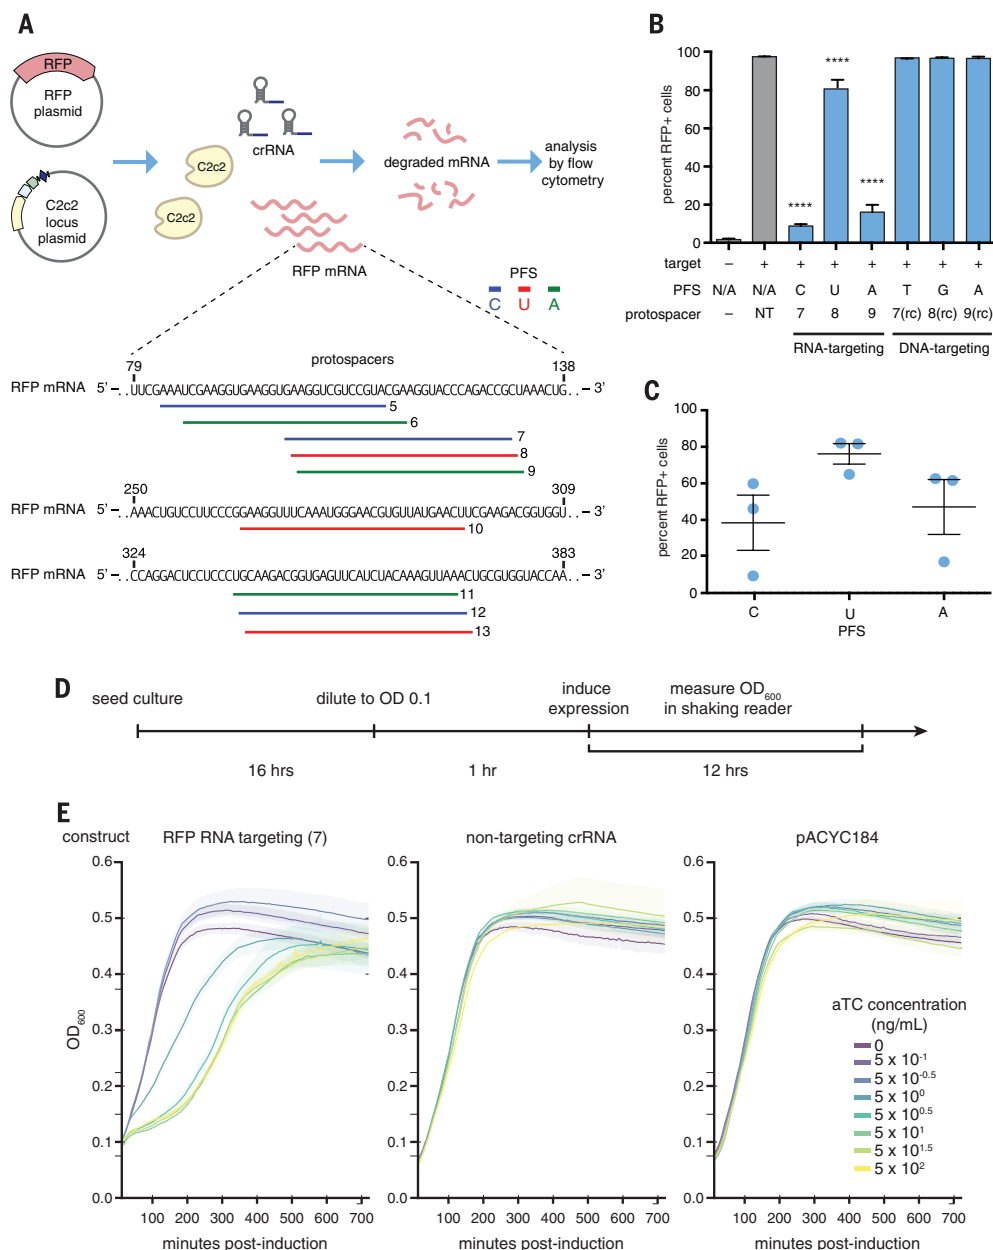 A
RFP
RFP
plasmid
C2c2
locus
plasmid
C2c2
C2c2
crRNA
RFP mRNA
degraded mRNA
analysis
by flow
cytometry
PFS
C U A
79 protospacers 138
RFP mRNA 5' –..UUCGAAAUCGAAGGUGAAGGUGAAGGUCGUCCGUACGAAGGUACCCAGACCGCUAAACUG..– 3'
5
6
7
8
9
250 309
RFP mRNA 5' –..AAACUGUCCUUCCCGGAAGGUUUCAAAUGGGAACGUGUUAUGAACUUCGAAGACGGUGGU..– 3'
10
324 383
RFP mRNA 5' –..CCAGGACUCCUCCCUGCAAGACGGUGAGUUCAUCUACAAAGUUAAACUGCGUGGUACCAA..– 3'
11
12
13
B
percent RFP+ cells
100
80
60
40
20
0
**** **** ****
target – + + + + + + +
PFS N/A N/A C U A T G A
protospacer – NT 7 8 9 7(rc) 8(rc) 9(rc)
RNA-targeting DNA-targeting
C
percent RFP+ cells
100
80
60
40
20
0
C U A
PFS
D
seed culture
dilute to OD 0.1
induce
expression
measure OD600
in shaking reader
16 hrs 1 hr 12 hrs
E
construct RFP RNA targeting (7) non-targeting crRNA pACYC184
OD600
0.6 0.6 0.6
0.5 0.5 0.5
0.4 0.4 0.4
0.3 0.3 0.3
0.2 0.2 0.2
0.1 0.1 0.1
0.0 0.0 0.0
aTC concentration
(ng/mL)
0
5 x 10-1
5 x 10-0.5
5 x 100
5 x 100.5
5 x 101
5 x 101.5
5 x 102
100 200 300 400 500 600 700 100 200 300 400 500 600 700 100 200 300 400 500 600 700
minutes post-induction minutes post-induction minutes post-induction